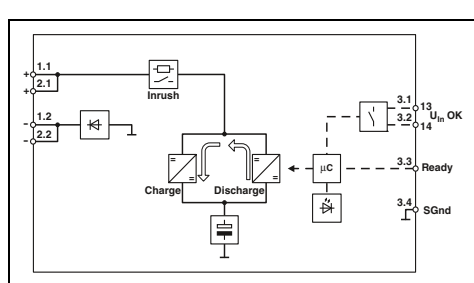 + 1.1
+ 2.1
- 1.2
- 2.2
Inrush
Charge
Discharge
μC
3.1 13
3.2 14
U In OK
3.3 Ready
3.4 SGnd